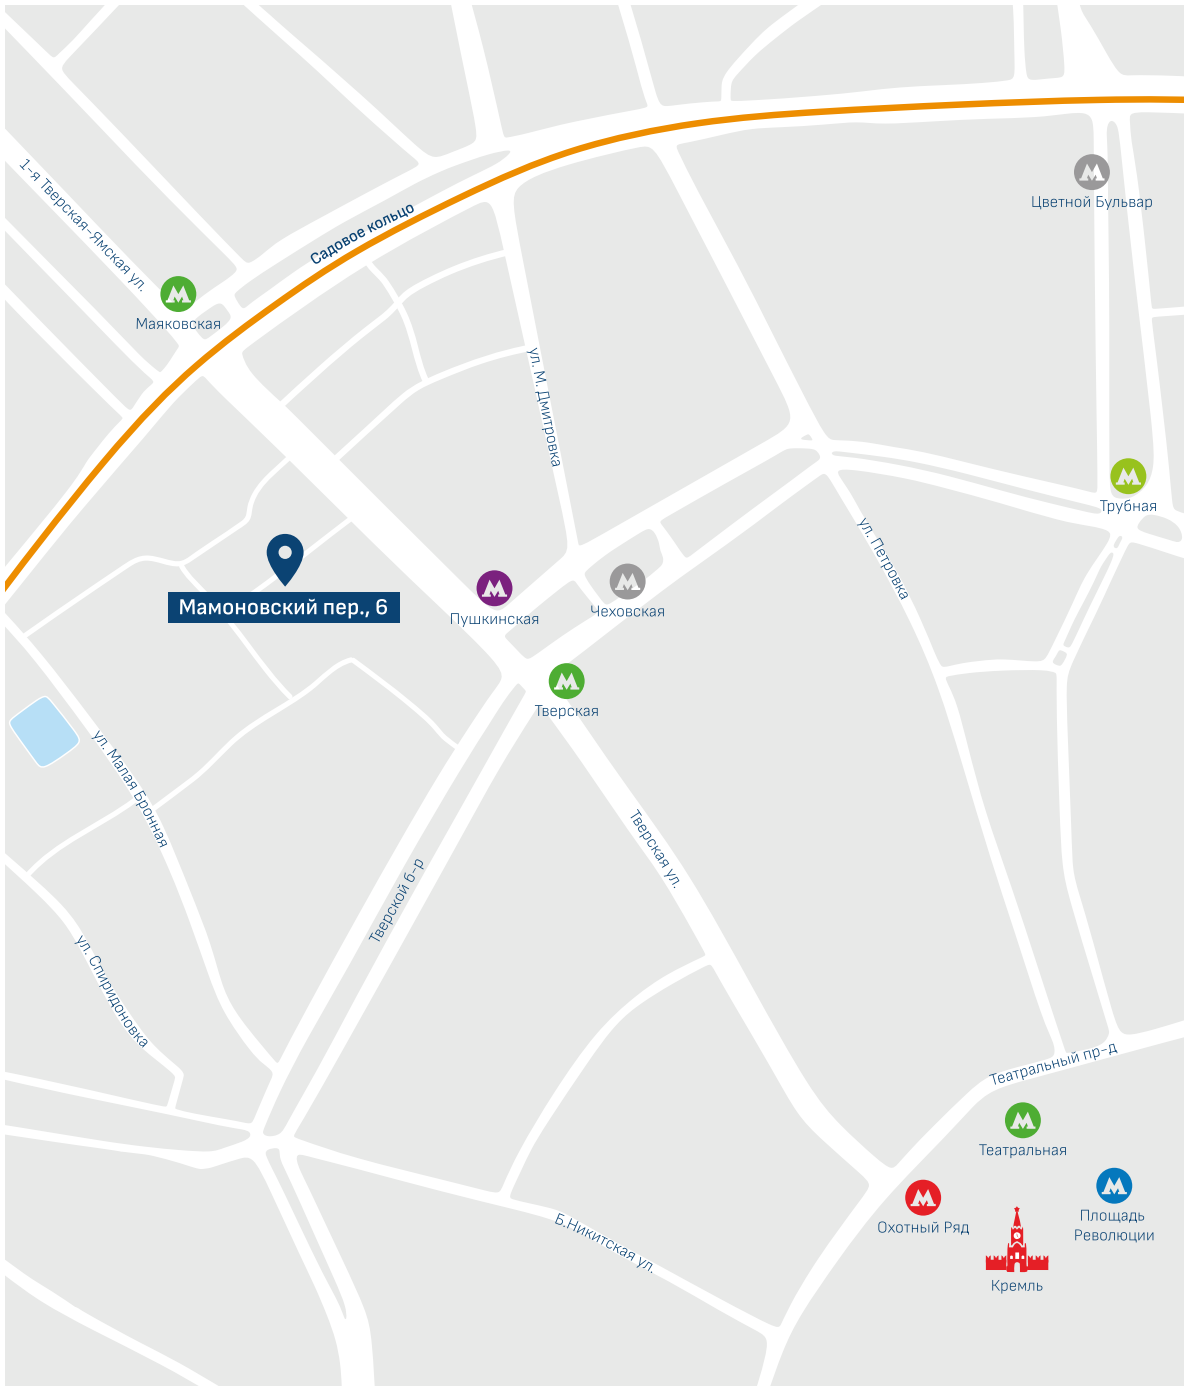 1-я Тверская-Ямская ул.
Садовое кольцо
Цветной Бульвар
Маяковская
ул. М. Дмитровка
Трубная
ул. Петровка
Мамоновский пер., 6
Пушкинская
Чеховская
Тверская
ул. Малая Бронная
Тверская ул.
Тверской б-р
ул. Спиридоновка
Театральный пр-д
Театральная
Охотный Ряд
Площадь
Революции
Б.Никитская ул.
Кремль